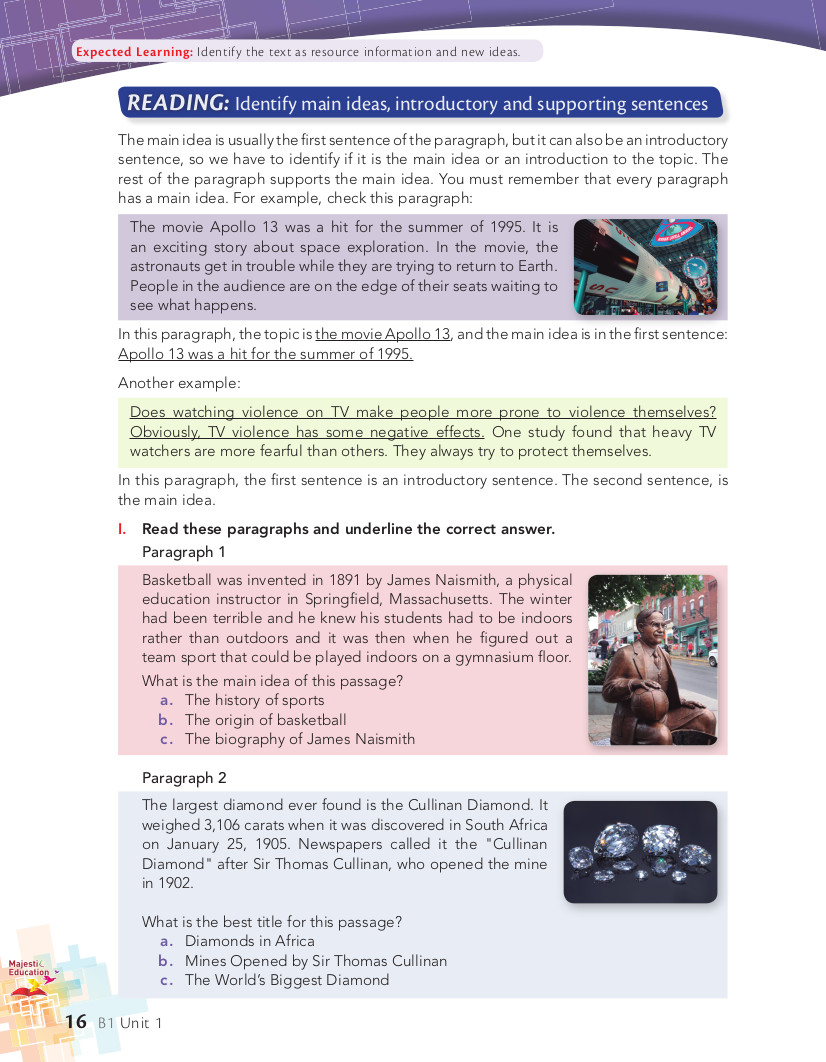 Expected Learning: Identify the text as resource information and new ideas.
READING: Identify main ideas, introductory and supporting sentences
The main idea is usually the first sentence of the paragraph, but it can also be an introductory
sentence, so we have to identify if it is the main idea or an introduction to the topic. The
rest of the paragraph supports the main idea. You must remember that every paragraph
has a main idea. For example, check this paragraph:
The movie Apollo 13 was a hit for the summer of 1995. It is
an exciting story about space exploration. In the movie, the
astronauts get in trouble while they are trying to return to Earth.
People in the audience are on the edge of their seats waiting to
see what happens.
In this paragraph, the topic is the movie Apollo 13, and the main idea is in the first sentence:
Apollo 13 was a hit for the summer of 1995.
Another example:
Does watching violence on TV make people more prone to violence themselves?
Obviously, TV violence has some negative effects. One study found that heavy TV
watchers are more fearful than others. They always try to protect themselves.
In this paragraph, the first sentence is an introductory sentence. The second sentence, is
the main idea.
I. Read these paragraphs and underline the correct answer.
Paragraph 1
Basketball was invented in 1891 by James Naismith, a physical
education instructor in Springfield, Massachusetts. The winter
had been terrible and he knew his students had to be indoors
rather than outdoors and it was then when he figured out a
team sport that could be played indoors on a gymnasium floor.
What is the main idea of this passage?
a. The history of sports
b. The origin of basketball
c. The biography of James Naismith
Paragraph 2
The largest diamond ever found is the Cullinan Diamond. It
weighed 3,106 carats when it was discovered in South Africa
on January 25, 1905. Newspapers called it the "Cullinan
Diamond" after Sir Thomas Cullinan, who opened the mine
in 1902.
What is the best title for this passage?
a. Diamonds in Africa
b. Mines Opened by Sir Thomas Cullinan
c. The World's Biggest Diamond
Majestic
Education
16 B1 Unit 1